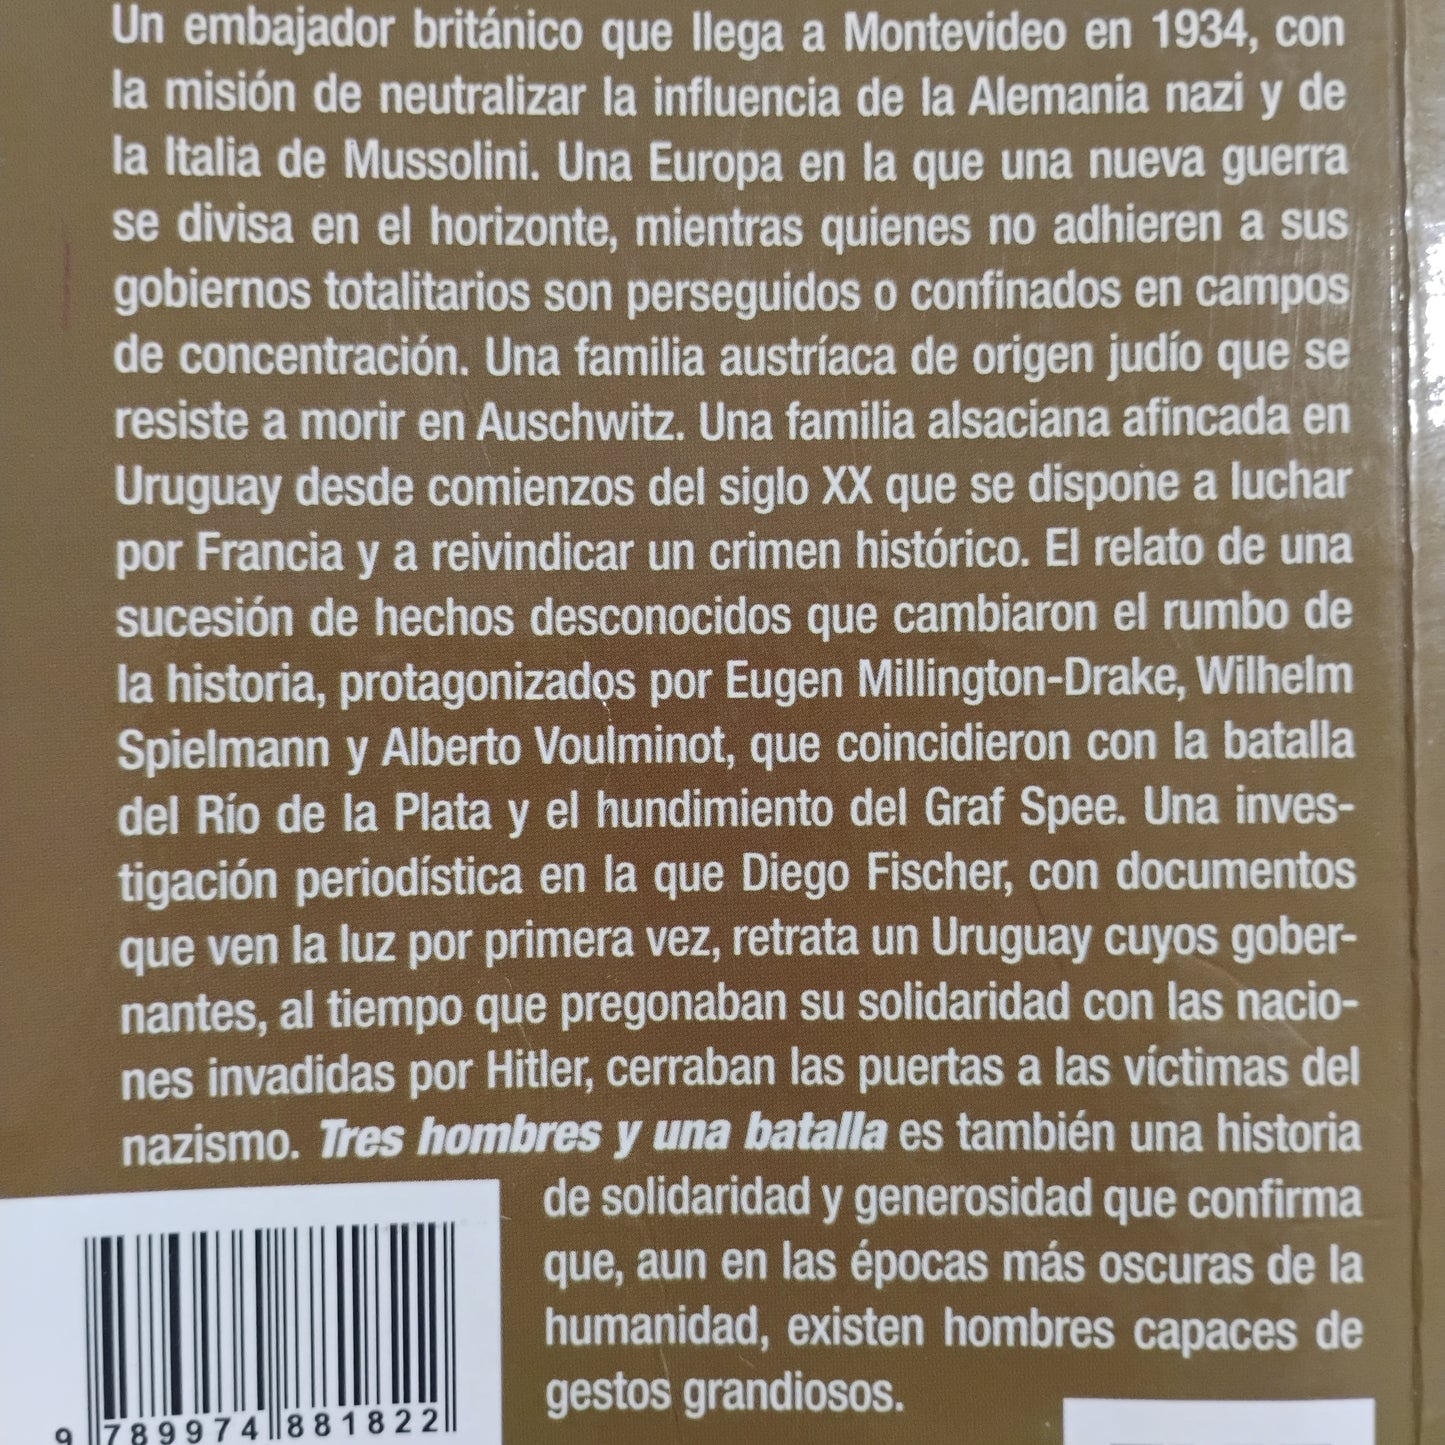 Un embajador británico que llega a Montevideo en 1934, con
la misión de neutralizar la influencia de la Alemania nazi y de
la Italia de Mussolini. Una Europa en la que una nueva guerra
se divisa en el horizonte, mientras quienes no adhieren a sus
gobiernos totalitarios son perseguidos o confinados en campos
de concentración. Una familia austríaca de origen judío que se
resiste a morir en Auschwitz. Una familia alsaciana afincada en
Uruguay desde comienzos del siglo XX que se dispone a luchar
por Francia y a reivindicar un crimen histórico. El relato de una
sucesión de hechos desconocidos que cambiaron el rumbo de
la historia, protagonizados por Eugen Millington-Drake, Wilhelm
Spielmann y Alberto Voulminot, que coincidieron con la batalla
del Río de la Plata y el hundimiento del Graf Spee. Una inves-
tigación periodística en la que Diego Fischer, con documentos
que ven la luz por primera vez, retrata un Uruguay cuyos gober-
nantes, al tiempo que pregonaban su solidaridad con las nacio-
nes invadidas por Hitler, cerraban las puertas a las víctimas del
nazismo. Tres hombres y una batalla es también una historia
de solidaridad y generosidad que confirma
que, aun en las épocas más oscuras de la
humanidad, existen hombres capaces de
gestos grandiosos.
9 789974 881822